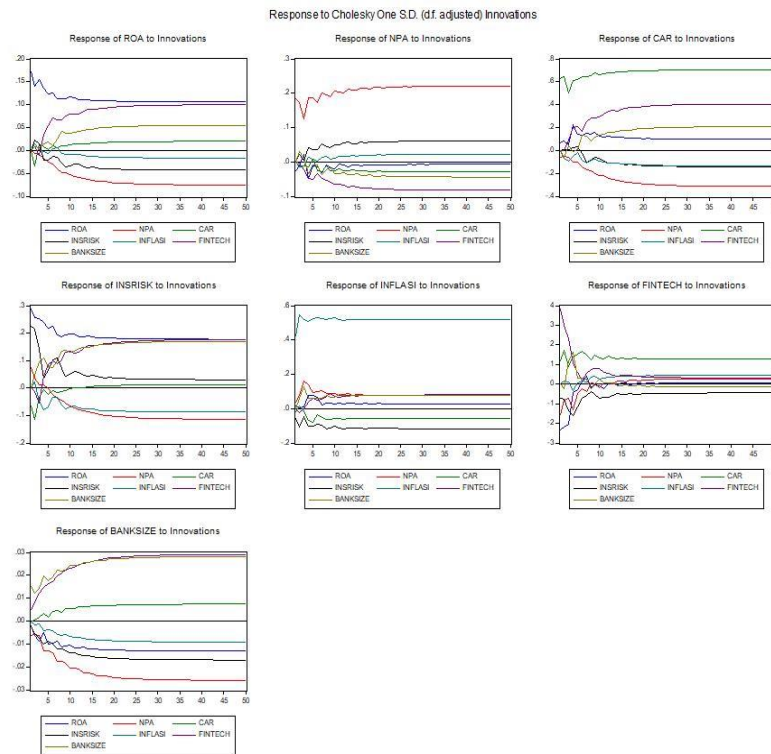 Response to Cholesky One S.D. (d.f. adjusted) Innovations
Response of ROA to Innovations
.20
.15
.10
.05
.00
-.05
-.10
5 10 15 20 25 30 35 40 45 50
ROA NPA CAR
INSRISK INFLASI FINTECH
BANKSIZE
Response of NPA to Innovations
.3
.2
.1
.0
-.1
5 10 15 20 25 30 35 40 45 50
ROA NPA CAR
INSRISK INFLASI FINTECH
BANKSIZE
Response of CAR to Innovations
.8
.6
.4
.2
.0
-.2
-.4
5 10 15 20 25 30 35 40 45
ROA NPA CAR
INSRISK INFLASI FINTECH
BANKSIZE
Response of INSRISK to Innovations
.3
.2
.1
.0
-.1
-.2
5 10 15 20 25 30 35 40 45 50
ROA NPA CAR
INSRISK INFLASI FINTECH
BANKSIZE
Response of INFLASI to Innovations
.6
.4
.2
.0
-.2
5 10 15 20 25 30 35 40 45 50
ROA NPA CAR
INSRISK INFLASI FINTECH
BANKSIZE
Response of FINTECH to Innovations
4
3
2
1
0
-1
-2
-3
5 10 15 20 25 30 35 40 45
ROA NPA CAR
INSRISK INFLASI FINTECH
BANKSIZE
Response of BANKSIZE to Innovations
.03
.02
.01
.00
-.01
-.02
-.03
5 10 15 20 25 30 35 40 45 50
ROA NPA CAR
INSRISK INFLASI FINTECH
BANKSIZE